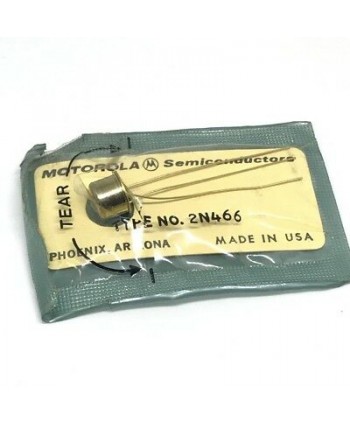 MOTOROLA M Semiconductors
TEAR
TYPE NO. 2N466
PHOENIX, ARIZONA MADE IN USA